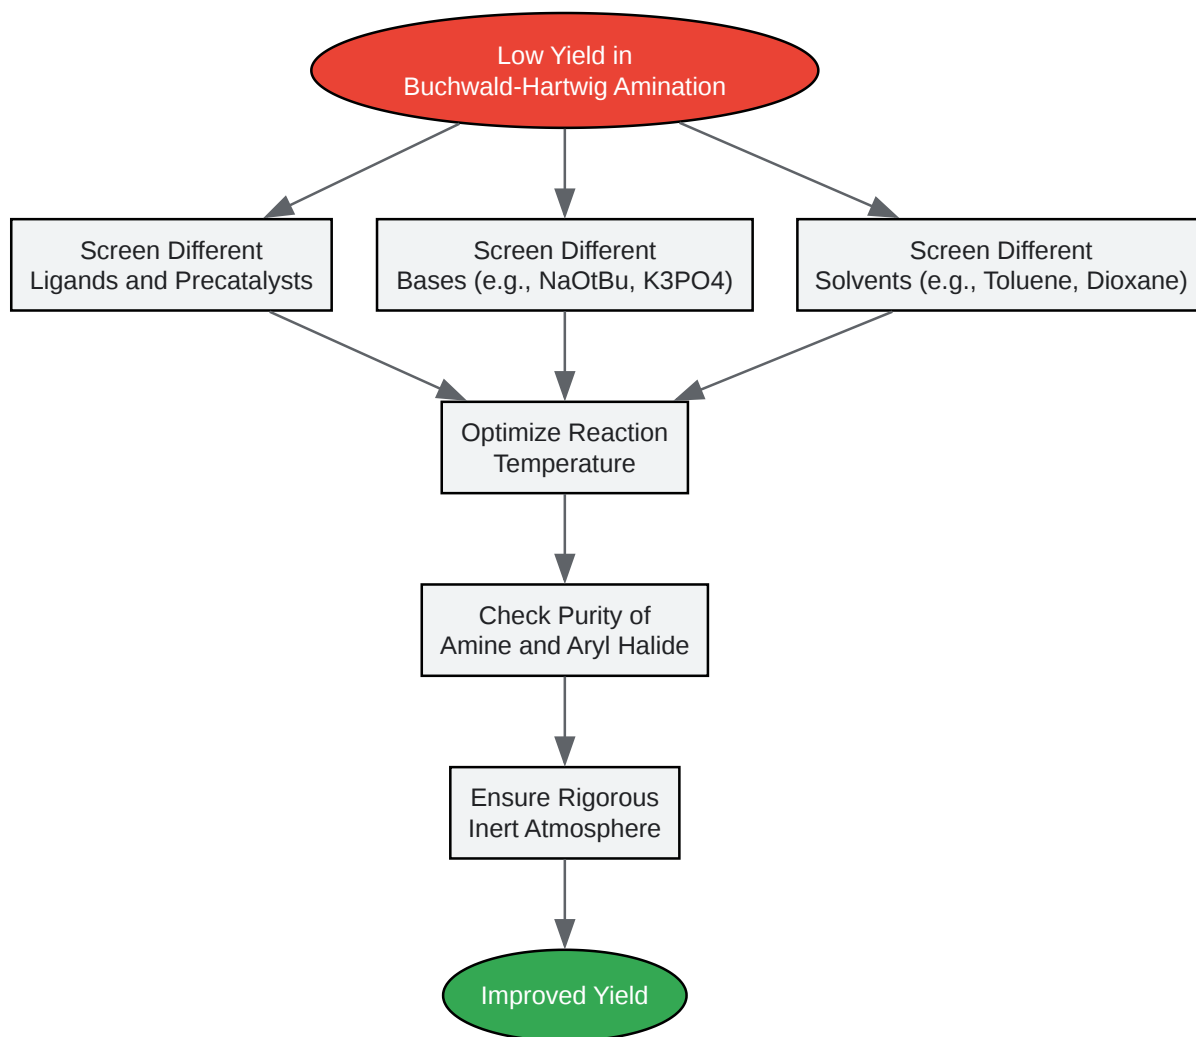 Low Yield in
Buchwald-Hartwig Amination
Screen Different
Ligands and Precatalysts
Screen Different
Bases (e.g., NaOtBu, K3PO4)
Screen Different
Solvents (e.g., Toluene, Dioxane)
Optimize Reaction
Temperature
Check Purity of
Amine and Aryl Halide
Ensure Rigorous
Inert Atmosphere
Improved Yield